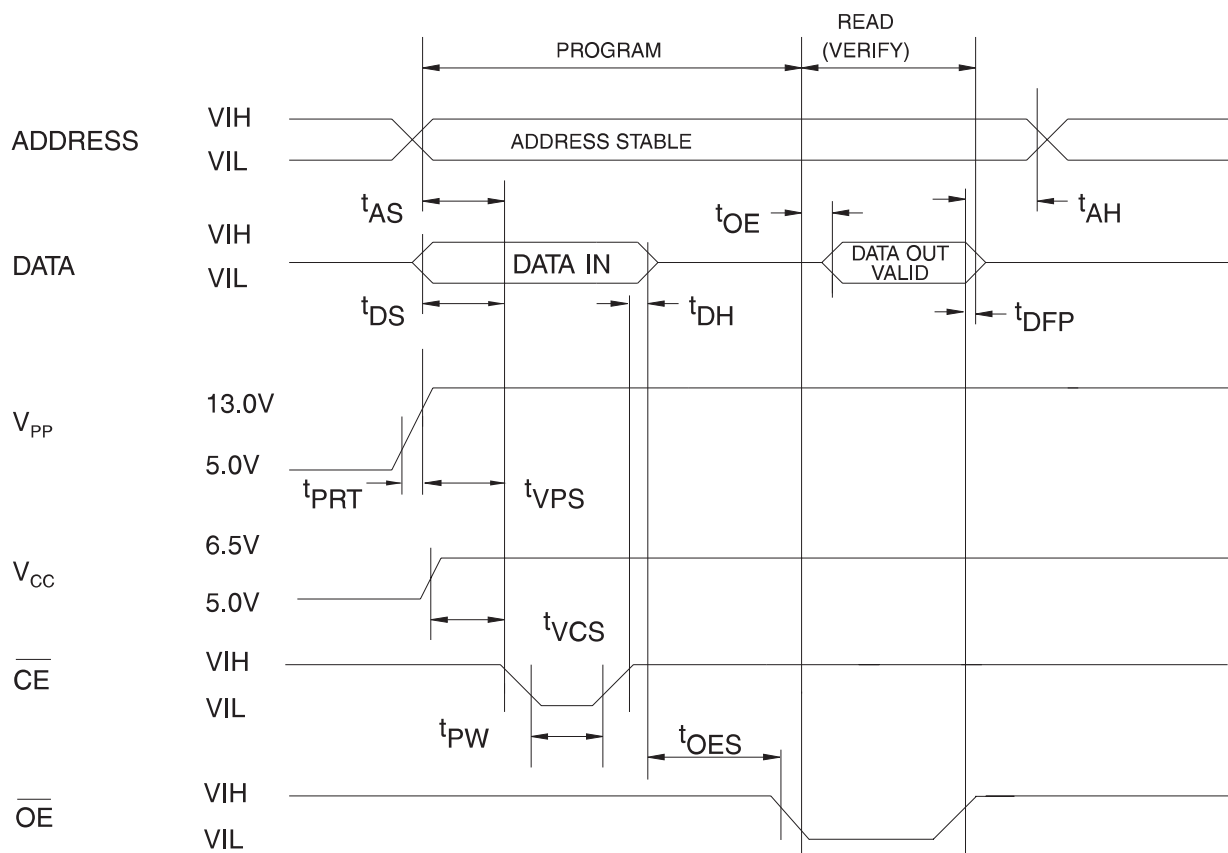 READ
PROGRAM (VERIFY)
ADDRESS VIH
VIL ADDRESS STABLE
tAS tOE tAH
DATA VIH
VIL DATA IN DATA OUT
VALID
tDS tDH tDFP
VPP 13.0V
5.0V
tPRT tVPS
VCC 6.5V
5.0V
tVCS
CE VIH
VIL
tPW tOES
OE VIH
VIL